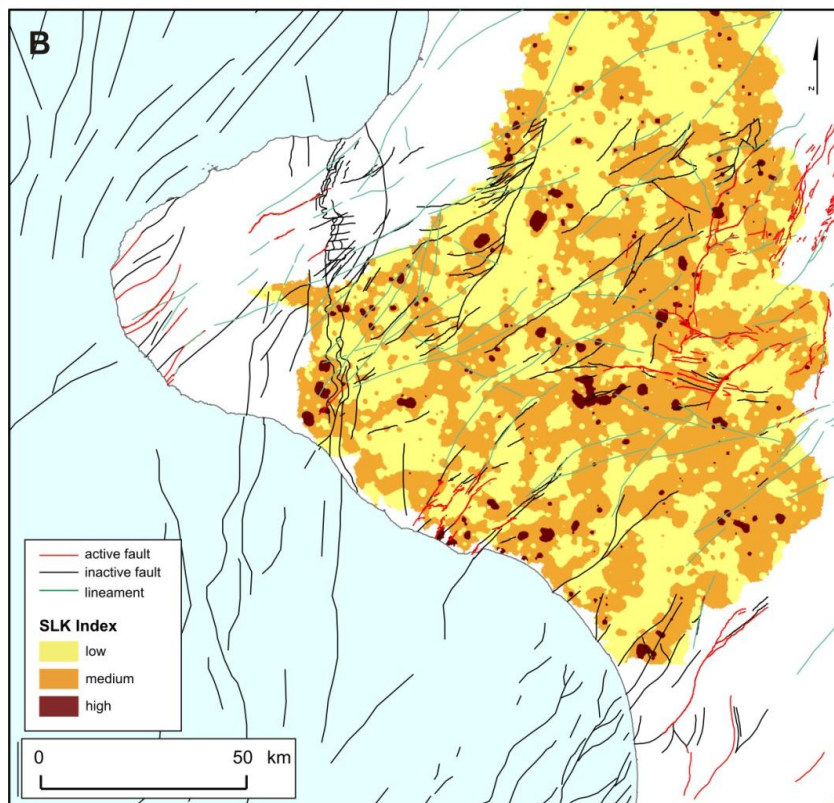 B
z
active fault
inactive fault
lineament
SLK Index
low
medium
high
0 50 km